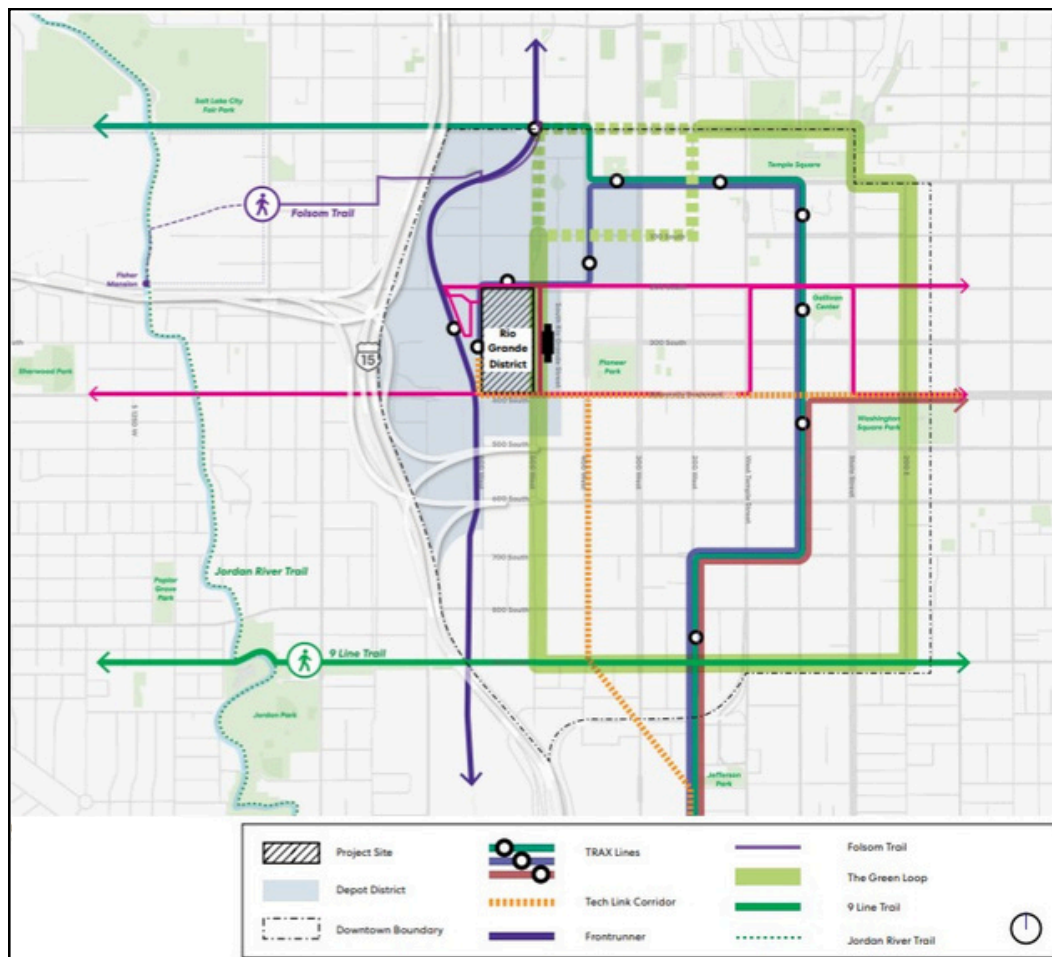 Salt Lake City
Fair Park
Temple Square
Folsom Trail
100 South
Fisher
Mansion
Gallivan
Center
Rio
Grande
District
15
300 South
Pioneer
Park
Sherwood Park
Washington
Square Park
500 South
300 West
200 West
West Temple Street
State Street
600 South
700 South
Jordan River Trail
Poplar
Grove
Park
800 South
9 Line Trail
Jordan Park
Jefferson
Park
Project Site
TRAX Lines
Folsom Trail
Depot District
The Green Loop
Tech Link Corridor
9 Line Trail
Downtown Boundary
Frontrunner
Jordan River Trail